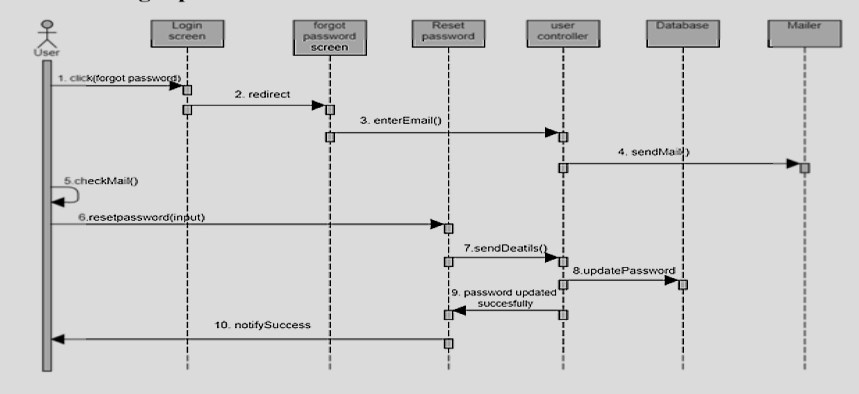 Login
screen
forgot
password
screen
Reset
password
user
controller
Database
Mailer
User
1. click(forgot password)
2. redirect
3. enterEmail()
4. sendMail()
5.checkMail()
6.resetpassword(input)
7.sendDeatils()
8.updatePassword
9. password updated
succesfully
10. notifySuccess